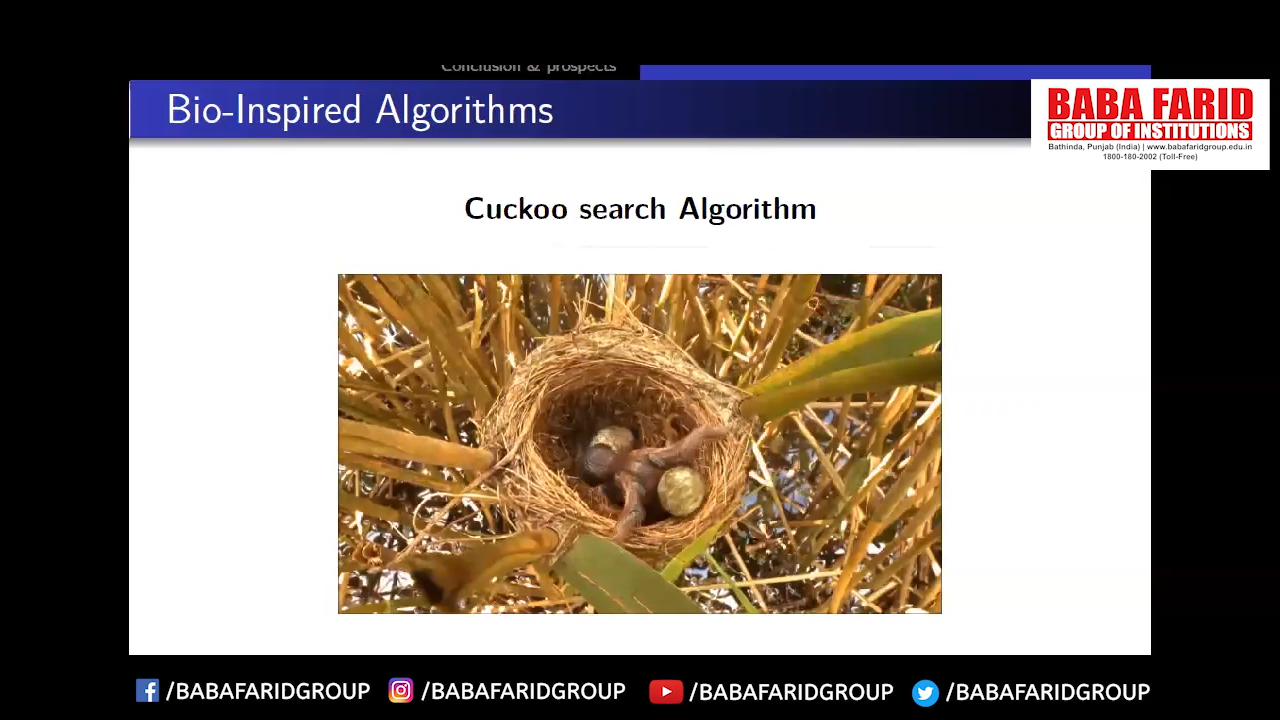 Conclusion & prospects
Bio-Inspired Algorithms
BABA FARID
GROUP OF INSTITUTIONS
Bathinda, Punjab (India) | www.babafaridgroup.edu.in
1800-180-2002 (Toll-Free)
Cuckoo search Algorithm
/BABAFARIDGROUP /BABAFARIDGROUP /BABAFARIDGROUP /BABAFARIDGROUP